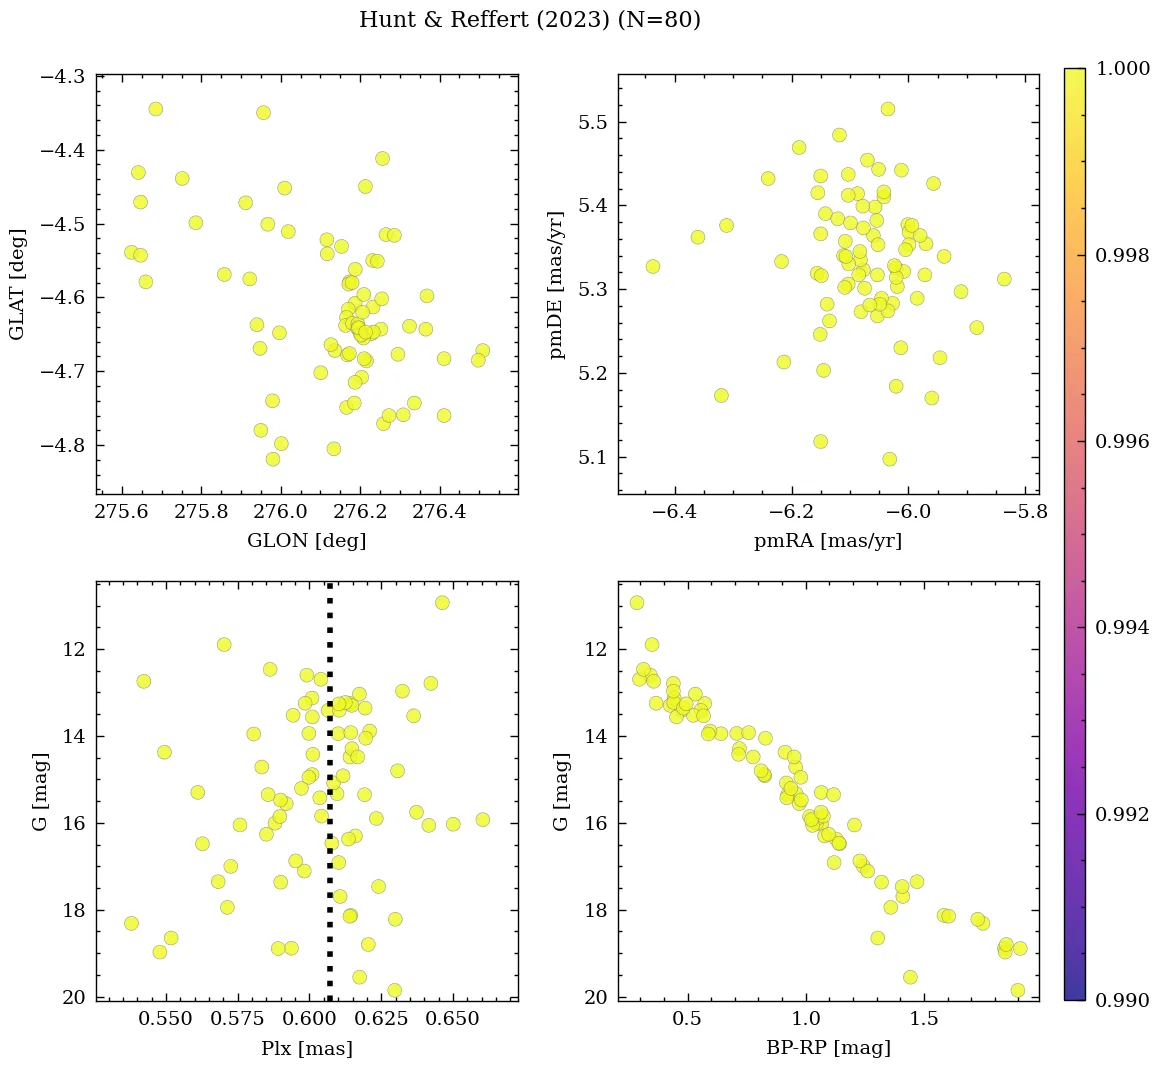 Hunt & Reffert (2023) (N=80)
−4.3
−4.4
−4.5
−4.6
−4.7
−4.8
GLAT [deg]
275.6 275.8 276.0 276.2 276.4
GLON [deg]
5.5
5.4
5.3
5.2
5.1
pmDE [mas/yr]
−6.4 −6.2 −6.0 −5.8
pmRA [mas/yr]
12
14
16
18
20
G [mag]
0.550 0.575 0.600 0.625 0.650
Plx [mas]
12
14
16
18
20
G [mag]
0.5 1.0 1.5
BP-RP [mag]
1.000
0.998
0.996
0.994
0.992
0.990